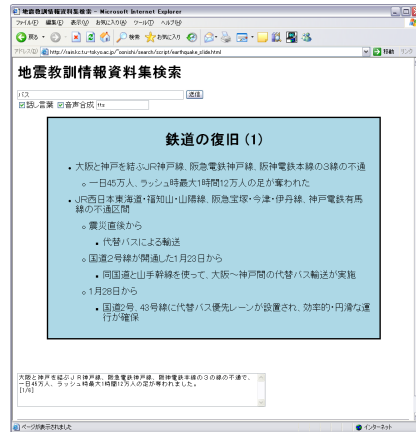 地震教訓情報資料集検索 - Microsoft Internet Explorer
ファイル(F) 編集(E) 表示(V) お気に入り(A) ツール(T) ヘルプ(H)
戻る 検索 お気に入り
アドレス(D) 移動 リンク
地震教訓情報資料集検索
バス 送信
話し言葉 音声合成 tts
鉄道の復旧 (1)
大阪と神戸を結ぶJR神戸線、阪急電鉄神戸線、阪神電鉄本線の3線の不通
一日45万人、ラッシュ時最大1時間12万人の足が奪われた
JR西日本東海道・福知山・山陽線、阪急宝塚・今津・伊丹線、神戸電鉄有馬
線の不通区間
震災直後から
代替バスによる輸送
国道2号線が開通した1月23日から
同国道と山手幹線を使って、大阪～神戸間の代替バス輸送が実施
1月28日から
国道2号、43号線に代替バス優先レーンが設置され、効率的・円滑な運
行が確保
大阪と神戸を結ぶJR神戸線、阪急電鉄神戸線、阪神電鉄本線の3の線の不通で、
一日45万人、ラッシュ時最大1時間12万人の足が奪われました。
[1/6]
ページが表示されました インターネット